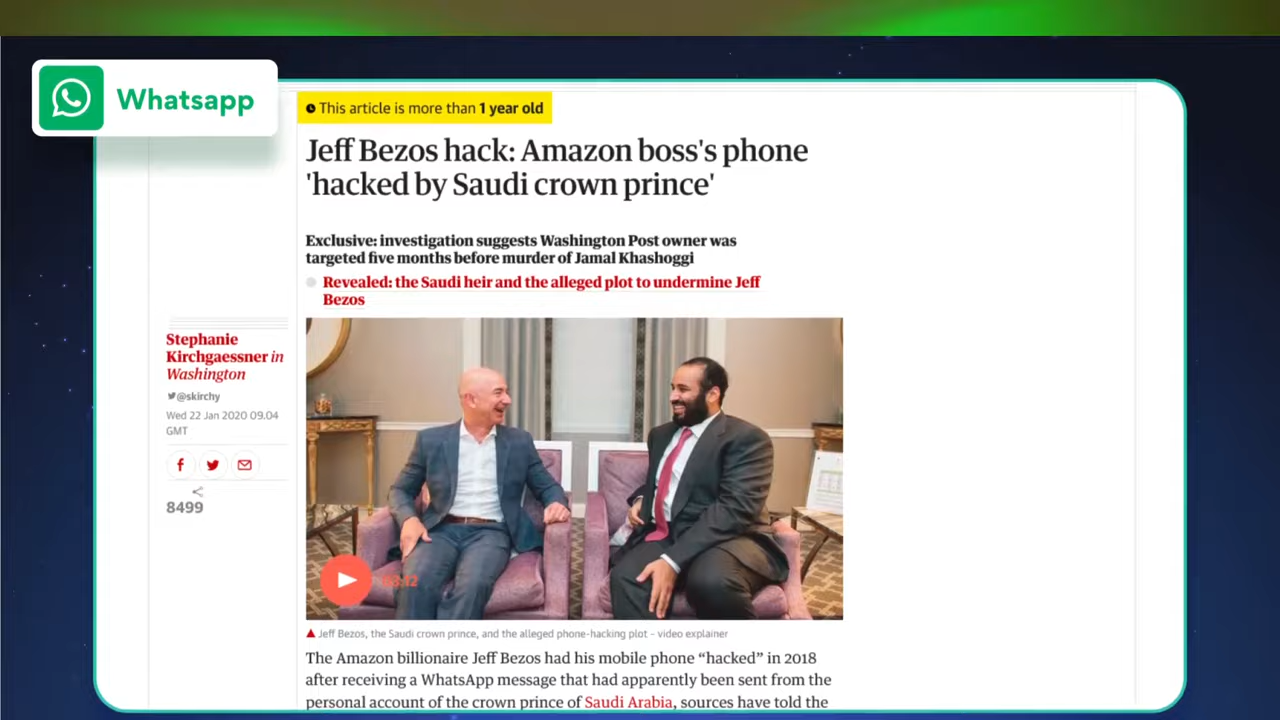 Whatsapp
This article is more than 1 year old
Jeff Bezos hack: Amazon boss's phone
'hacked by Saudi crown prince'
Exclusive: investigation suggests Washington Post owner was
targeted five months before murder of Jamal Khashoggi
Revealed: the Saudi heir and the alleged plot to undermine Jeff
Bezos
Stephanie
Kirchgaessner in
Washington
@skirchy
Wed 22 Jan 2020 09.04
GMT
8499
03:12
Jeff Bezos, the Saudi crown prince, and the alleged phone-hacking plot – video explainer
The Amazon billionaire Jeff Bezos had his mobile phone “hacked” in 2018
after receiving a WhatsApp message that had apparently been sent from the
personal account of the crown prince of Saudi Arabia, sources have told the